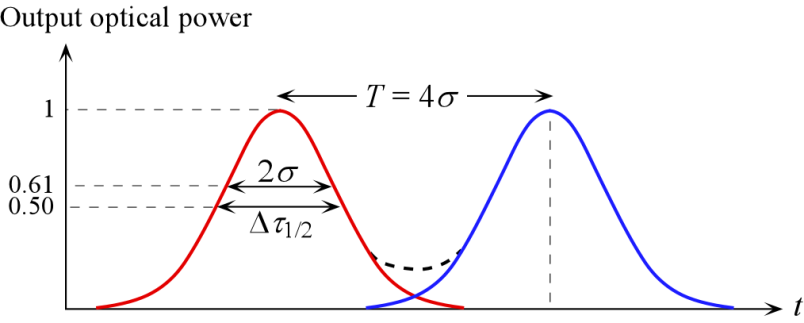 Output optical power
T = 4σ
1
2σ
0.61
0.50
Δτ1/2
t